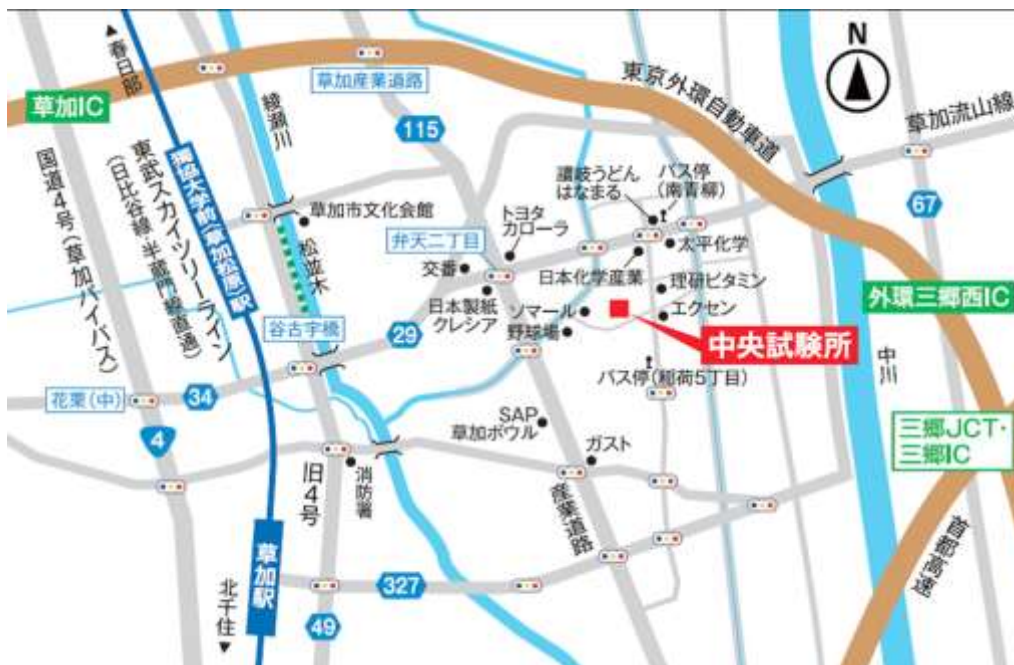 N
▲春日部
草加IC
草加産業道路
綾瀬川
東京外環自動車道
草加流山線
115
67
国道4号(草加バイパス)
東武スカイツリーライン
(日比谷線・半蔵門線直通)
獨協大学前(草加松原)駅
草加市文化会館
松並木
讃岐うどん
はなまる
バス停
(南青柳)
トヨタ
カローラ
弁天二丁目
交番
太平化学
日本化学産業
理研ビタミン
日本製紙
クレシア
ソマール
野球場
エクセン
外環三郷西IC
中央試験所
谷古宇橋
29
中川
バス停(稲荷5丁目)
花栗(中)
34
4
SAP
草加ボウル
ガスト
三郷JCT・
三郷IC
旧4号
消防署
産業道路
首都高速
草加駅
327
北千住▼
49